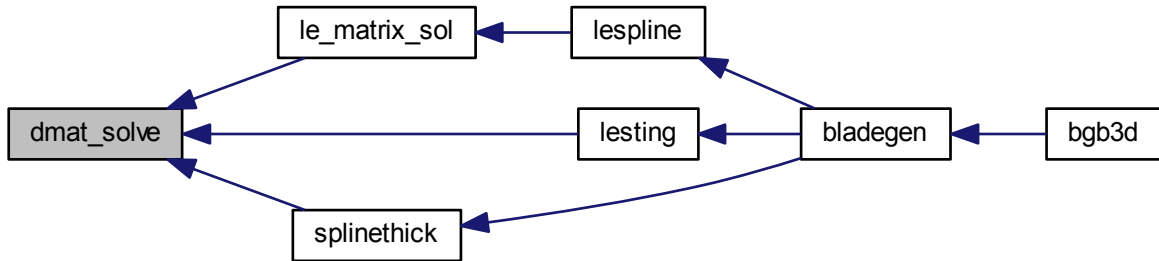 le_matrix_sol
lespline
dmat_solve
lesting
bladegen
bgb3d
splinethick